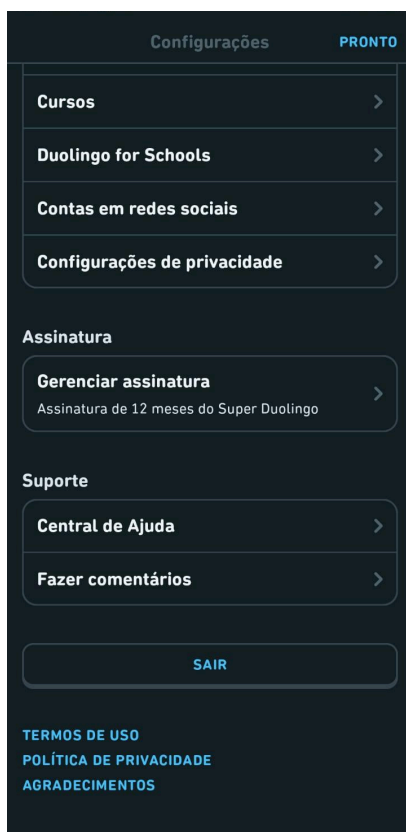 Configurações
PRONTO
Cursos
Duolingo for Schools
Contas em redes sociais
Configurações de privacidade
Assinatura
Gerenciar assinatura
Assinatura de 12 meses do Super Duolingo
Suporte
Central de Ajuda
Fazer comentários
SAIR
TERMOS DE USO
POLÍTICA DE PRIVACIDADE
AGRADECIMENTOS